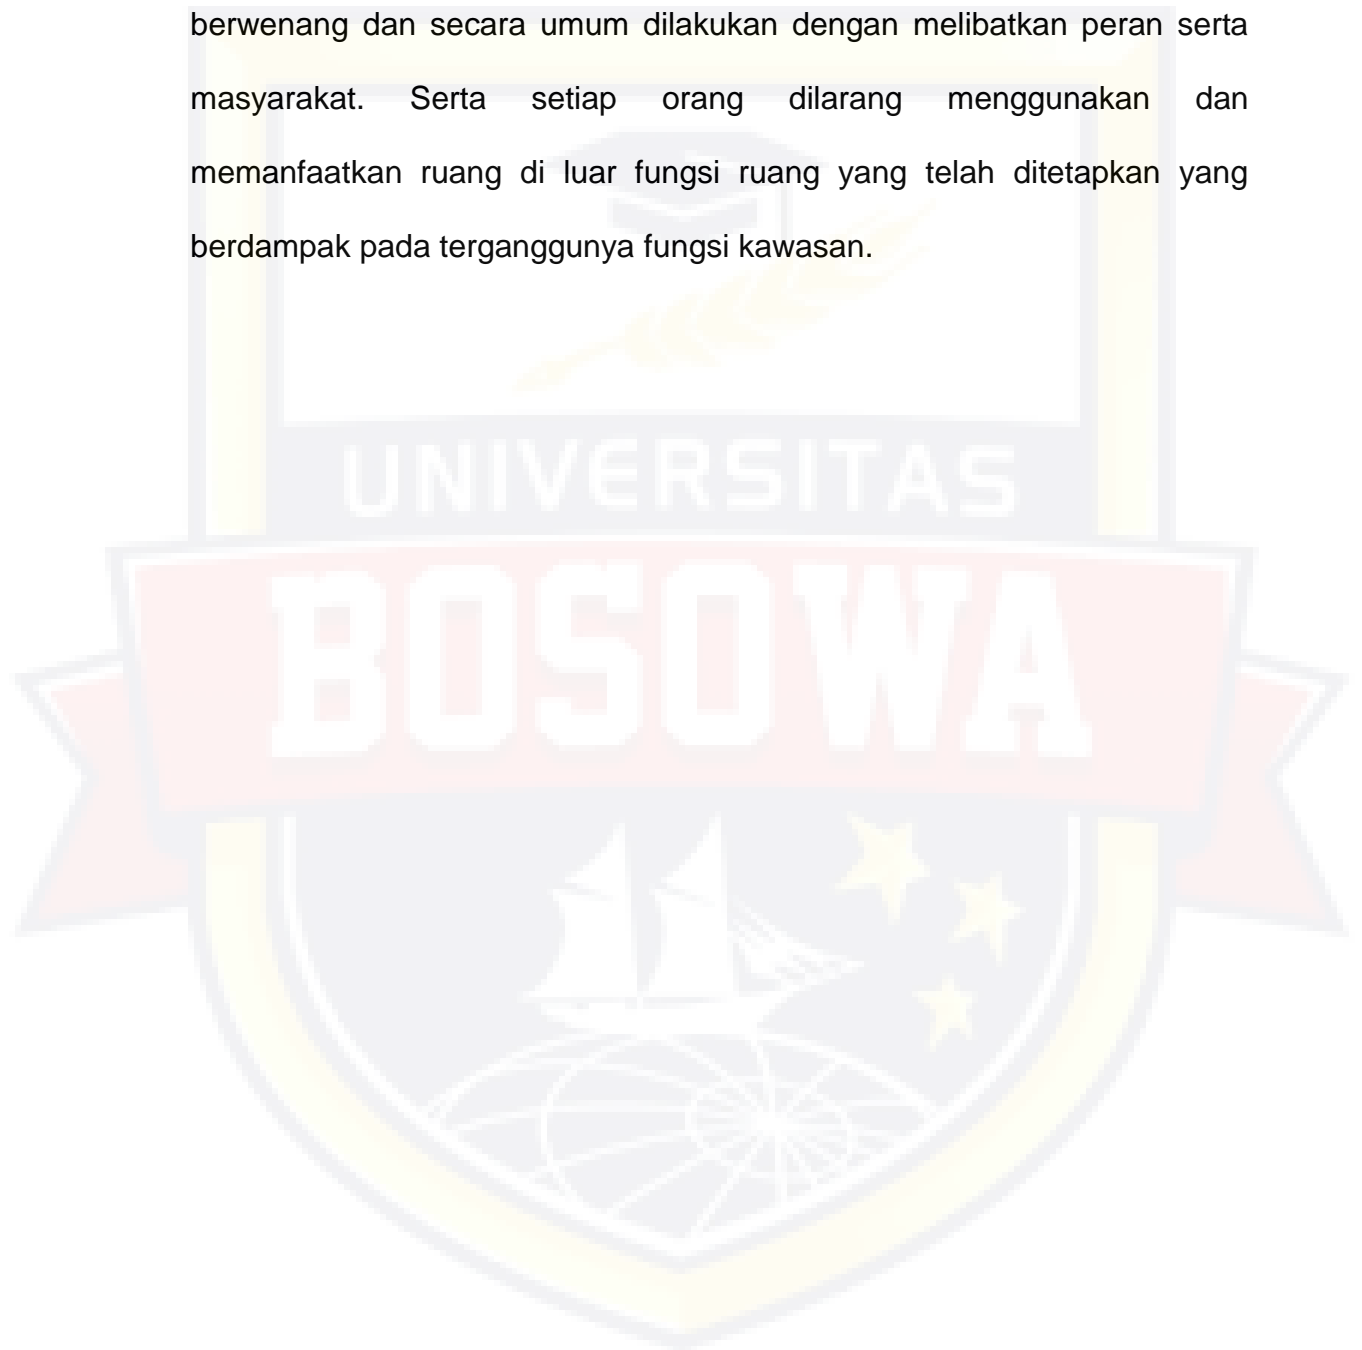 berwenang dan secara umum dilakukan dengan melibatkan peran serta
masyarakat. Serta setiap orang dilarang menggunakan dan
memanfaatkan ruang di luar fungsi ruang yang telah ditetapkan yang
berdampak pada terganggunya fungsi kawasan.
UNIVERSITAS
BOSOWA